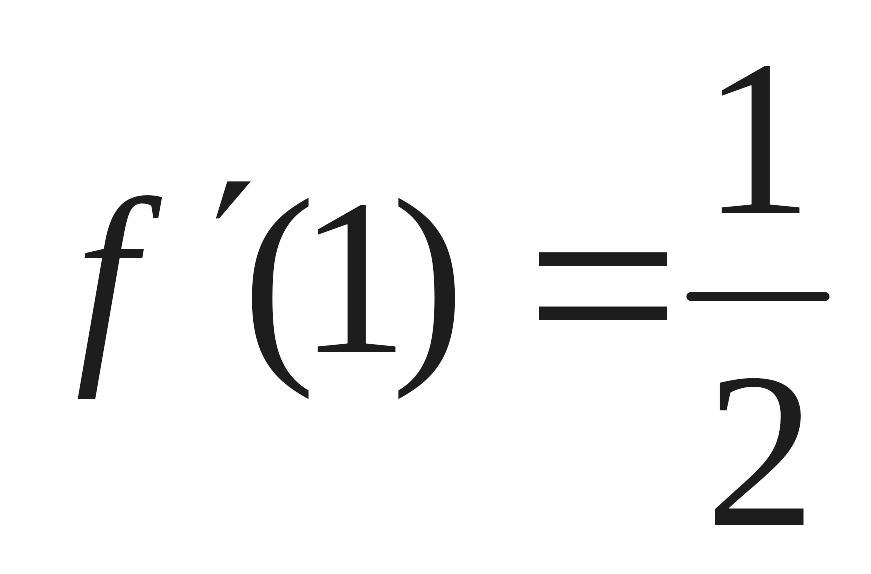 f ′(1) = 1/2